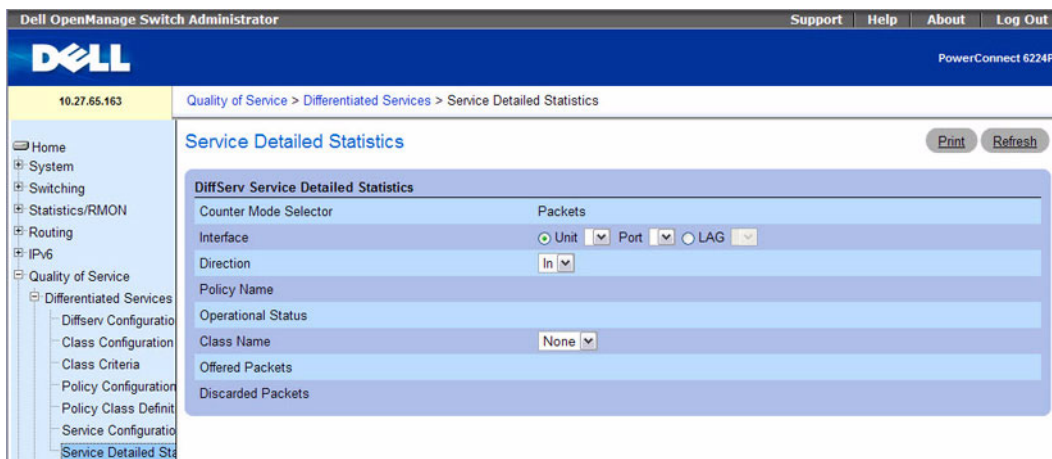 Dell OpenManage Switch Administrator Support Help About Log Out
DELL
PowerConnect 6224P
10.27.65.163
Quality of Service > Differentiated Services > Service Detailed Statistics
Home
System
Switching
Statistics/RMON
Routing
IPv6
Quality of Service
Differentiated Services
Diffserv Configuratio
Class Configuration
Class Criteria
Policy Configuration
Policy Class Definit
Service Configuratio
Service Detailed Sta
Service Detailed Statistics
Print Refresh
DiffServ Service Detailed Statistics
Counter Mode Selector Packets
Interface Unit Port LAG
Direction In
Policy Name
Operational Status
Class Name None
Offered Packets
Discarded Packets